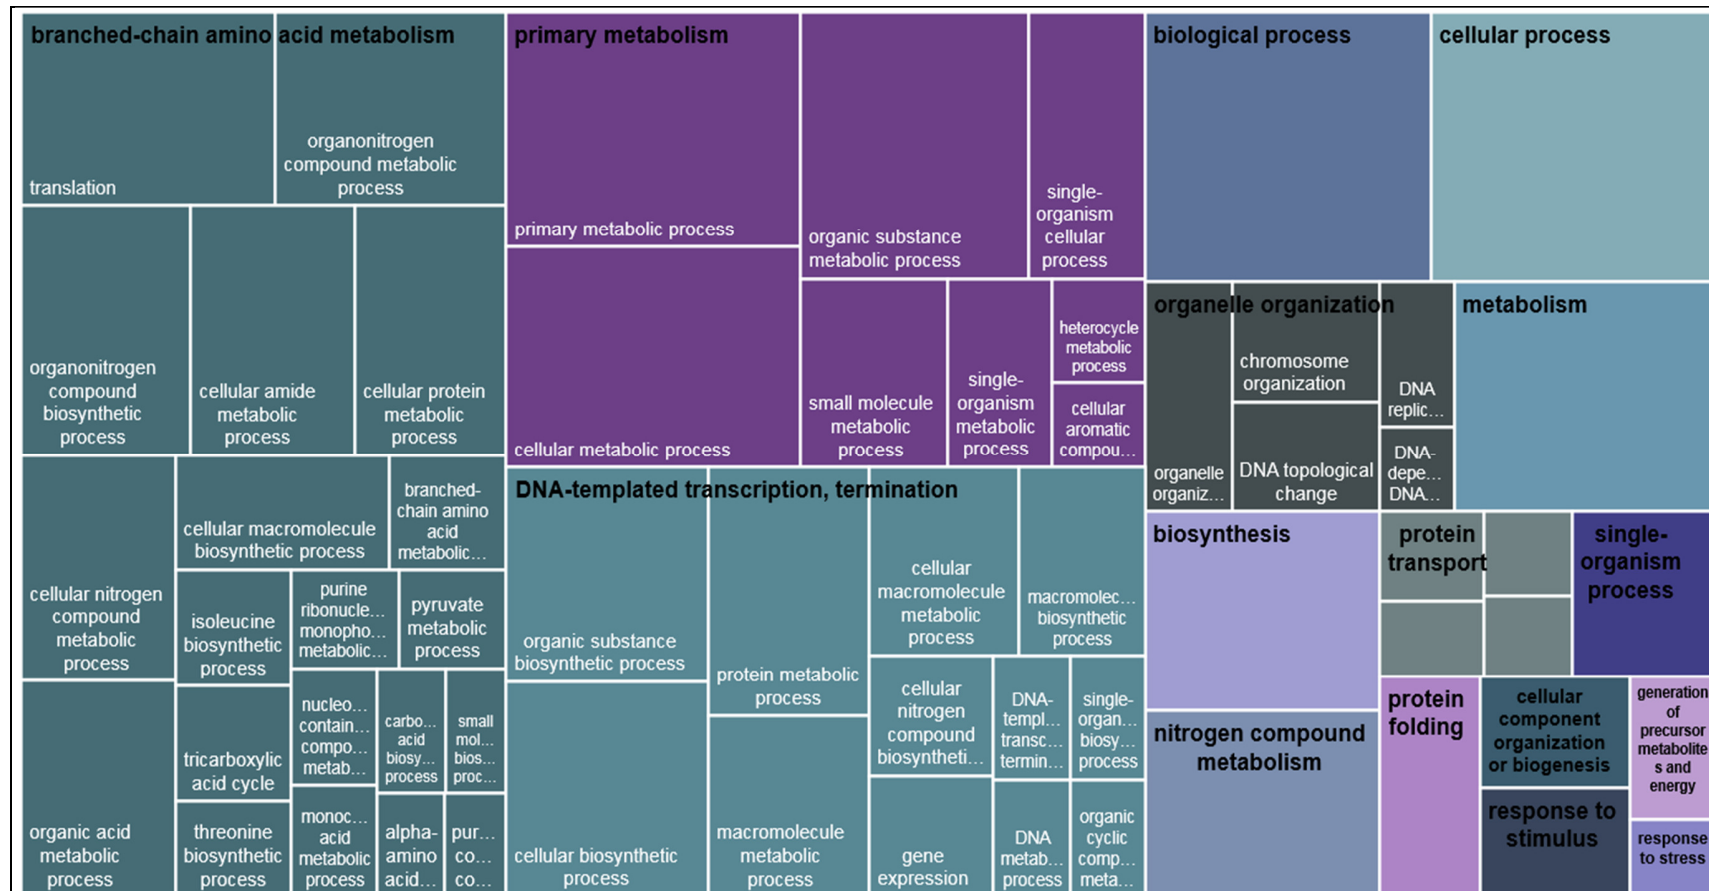 branched-chain amino acid metabolism
translation
organonitrogen
compound metabolic
process
organonitrogen
compound
biosynthetic
process
cellular amide
metabolic
process
cellular protein
metabolic
process
cellular nitrogen
compound
metabolic
process
cellular macromolecule
biosynthetic process
branched-
chain amino
acid
metabolic...
isoleucine
biosynthetic
process
purine
ribonucle...
monopho...
metabolic...
pyruvate
metabolic
process
organic acid
metabolic
process
tricarboxylic
acid cycle
threonine
biosynthetic
process
nucleo...
contain...
compo...
metab...
carbo...
acid
biosy...
process
small
mol...
bios...
proc...
monoc...
acid
metabolic
process
alpha-
amino
acid...
pur...
co...
co...
primary metabolism
primary metabolic process
organic substance
metabolic process
single-
organism
cellular
process
cellular metabolic process
small molecule
metabolic
process
single-
organism
metabolic
process
heterocycle
metabolic
process
cellular
aromatic
compou...
DNA-templated transcription, termination
organic substance
biosynthetic process
protein metabolic
process
cellular
macromolecule
metabolic
process
macromolec...
biosynthetic
process
cellular biosynthetic
process
macromolecule
metabolic
process
cellular
nitrogen
compound
biosyntheti...
DNA-
templ...
transc...
termin...
single-
organ...
biosy...
process
gene
expression
DNA
metab...
process
organic
cyclic
comp...
meta...
biological process
cellular process
organelle organization
organelle
organiz...
chromosome
organization
DNA topological
change
DNA
replic...
DNA-
depe...
DNA...
metabolism
biosynthesis
protein
transport
single-
organism
process
nitrogen compound
metabolism
protein
folding
cellular
component
organization
or biogenesis
generation
of
precursor
metabolite
s and
energy
response to
stimulus
response
to stress